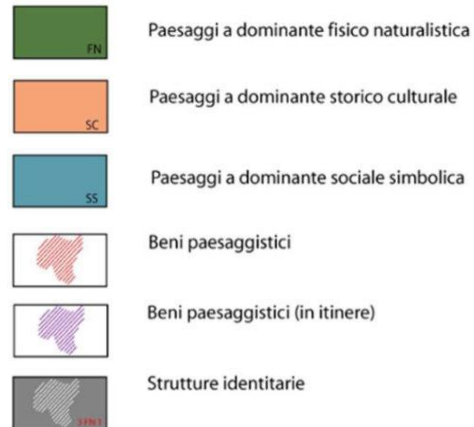 FN
Paesaggi a dominante fisico naturalistica
SC
Paesaggi a dominante storico culturale
SS
Paesaggi a dominante sociale simbolica
Beni paesaggistici
Beni paesaggistici (in itinere)
Strutture identitarie